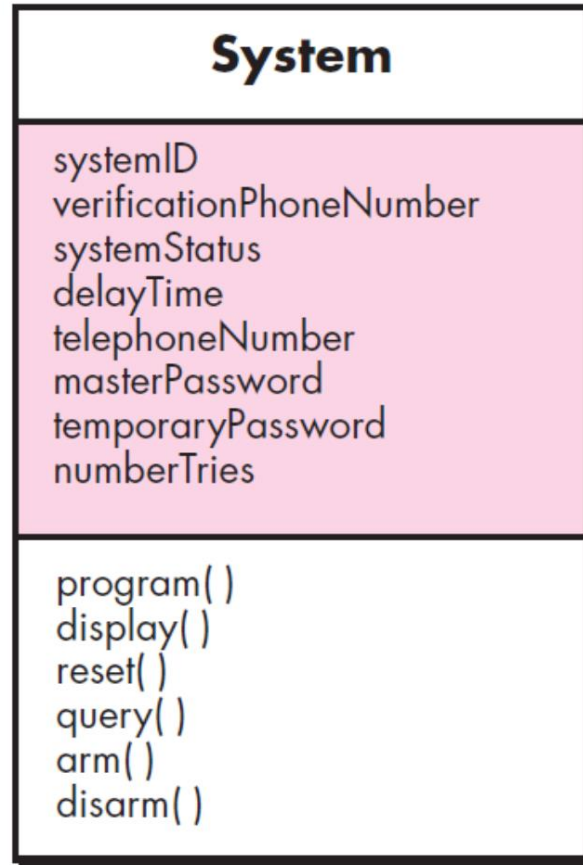 System
systemID
verificationPhoneNumber
systemStatus
delayTime
telephoneNumber
masterPassword
temporaryPassword
numberTries
program( )
display( )
reset( )
query( )
arm( )
disarm( )